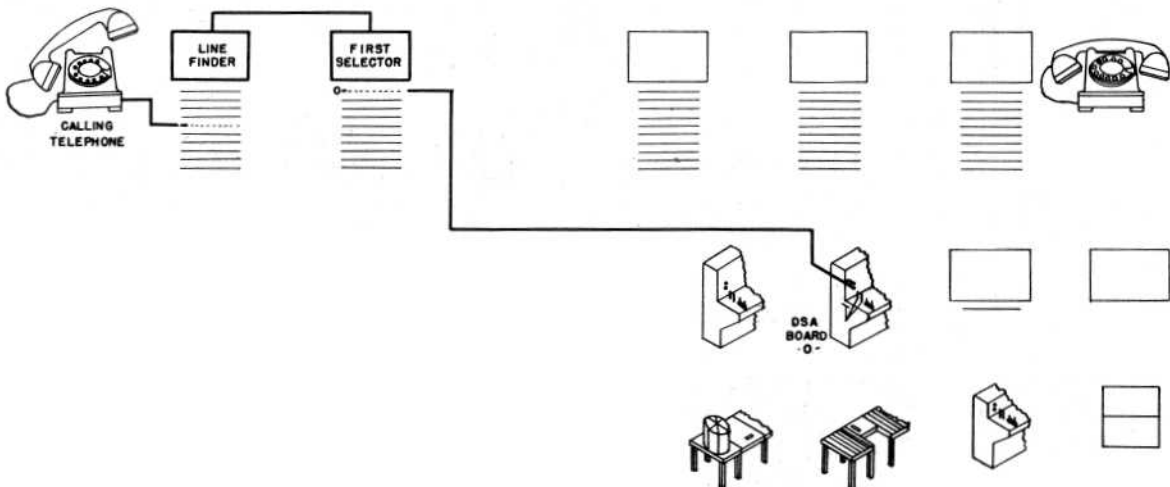 LINE
FINDER
FIRST
SELECTOR
O-
CALLING
TELEPHONE
DSA
BOARD
-O-